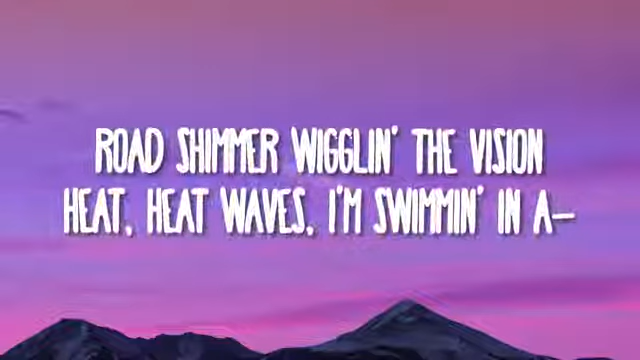 ROAD SHIMMER WIGGLIN' THE VISION
HEAT, HEAT WAVES, I'M SWIMMIN' IN A–